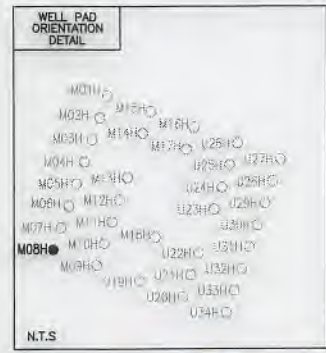 WELL PAD
ORIENTATION
DETAIL
M01H
M02H M15H
M03H M14H M16H
M17H U26H
M04H U25H U27H
M05H M13H U24H U28H
M06H M12H U23H U29H
M07H M11H U30H
M08H M10H M18H U22H U31H
M09H U19H U21H U32H
U20H U33H
U34H
N.T.S